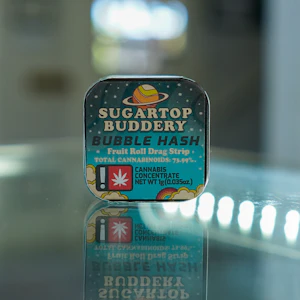 SUGARTOP
BUDDERY
BUBBLE HASH
Fruit Roll Drag Strip
TOTAL CANNABINOIDS: 73.99%
CANNABIS
CONCENTRATE
NET WT 1g (0.035oz.)